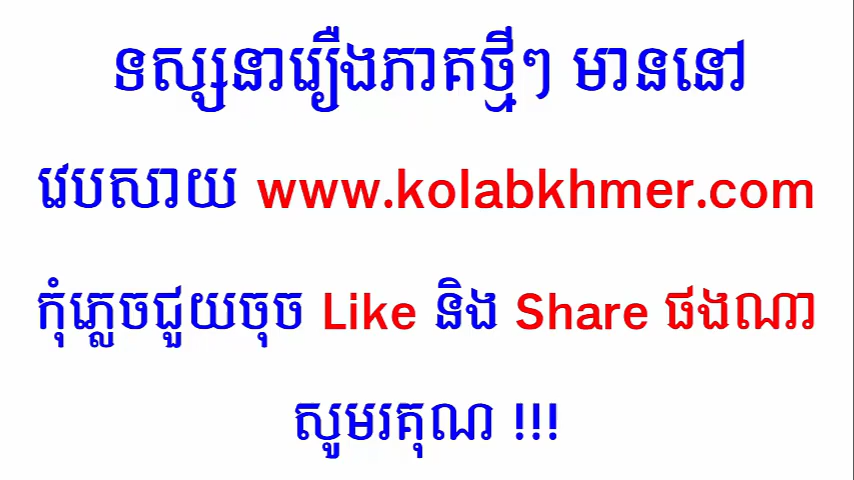 ទស្សនារឿងភាគថ្មីៗ មាននៅ
វេបសាយ www.kolabkhmer.com
កុំភ្លេចជួយចុច Like និង Share ផងណា
សូមរគុណ !!!